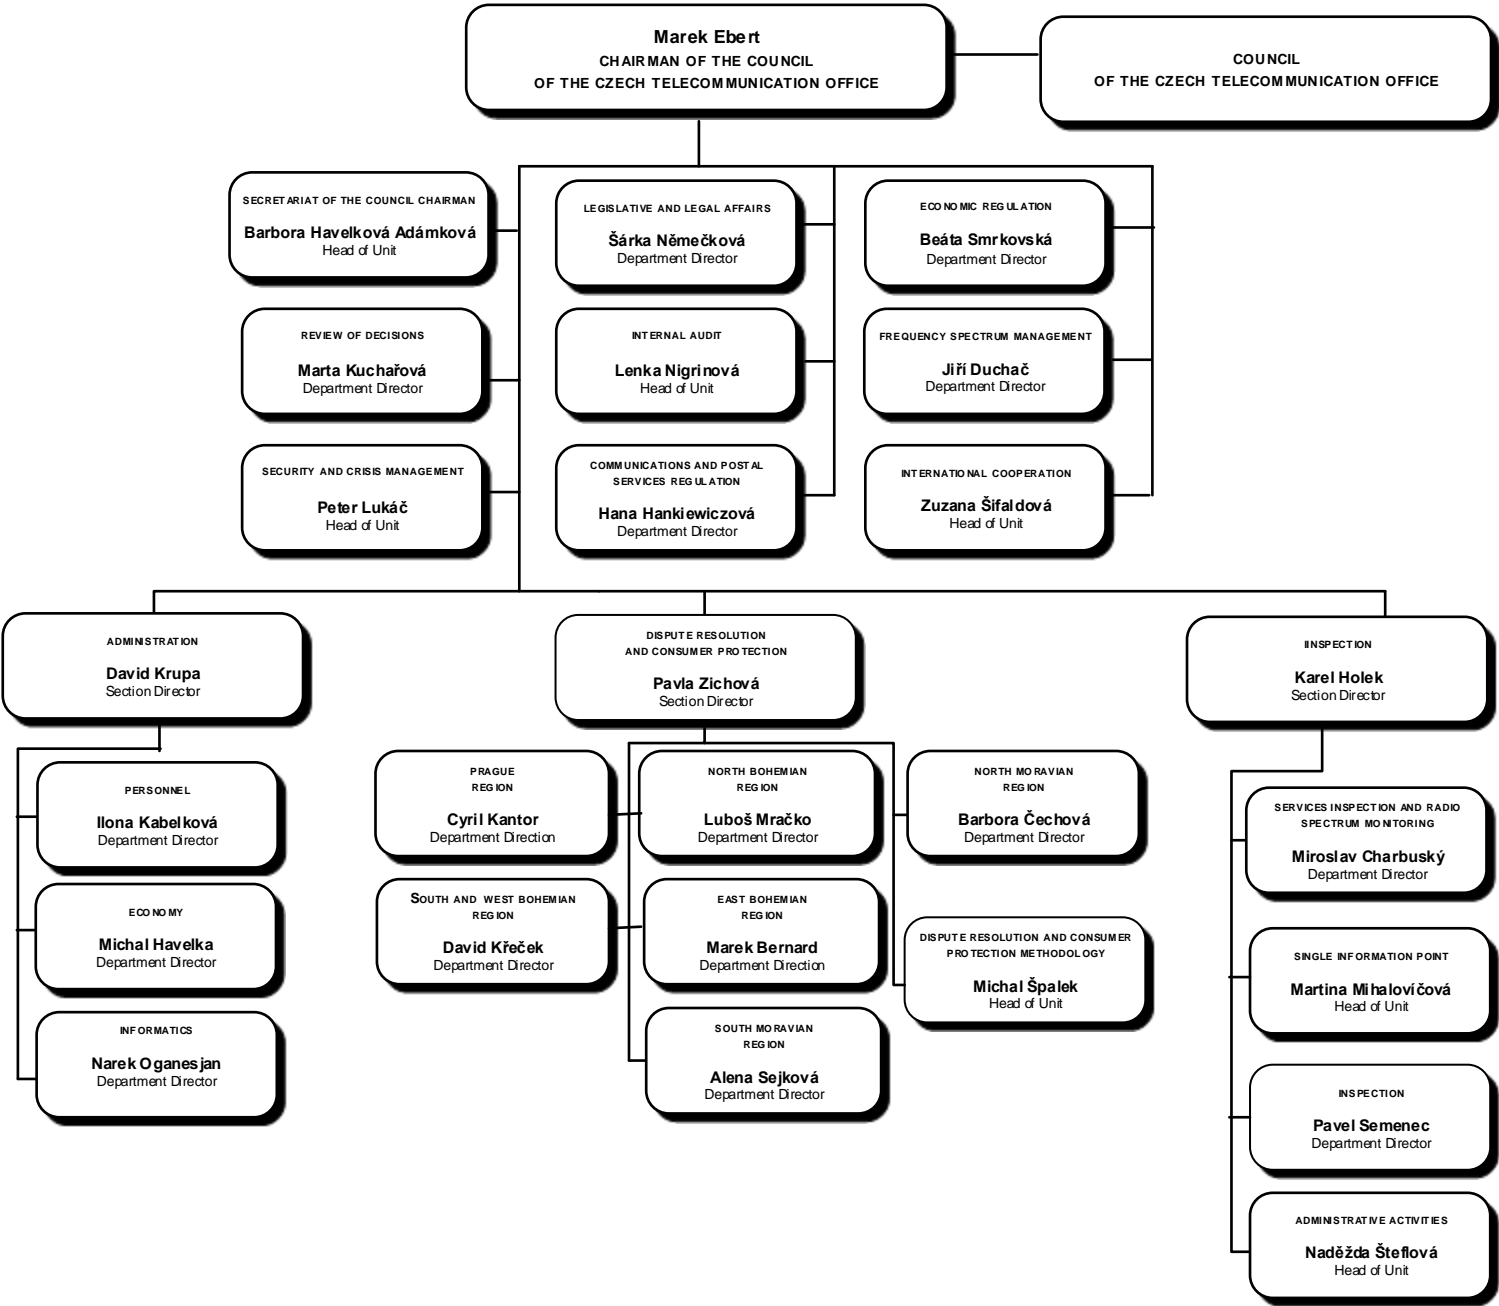 Marek Ebert
CHAIRMAN OF THE COUNCIL
OF THE CZECH TELECOMMUNICATION OFFICE
COUNCIL
OF THE CZECH TELECOMMUNICATION OFFICE
SECRETARIAT OF THE COUNCIL CHAIRMAN
Barbora Havelková Adámková
Head of Unit
LEGISLATIVE AND LEGAL AFFAIRS
Šárka Němečková
Department Director
ECONOMIC REGULATION
Beáta Smrkovská
Department Director
REVIEW OF DECISIONS
Marta Kuchařová
Department Director
INTERNAL AUDIT
Lenka Nigrinová
Head of Unit
FREQUENCY SPECTRUM MANAGEMENT
Jiří Duchač
Department Director
SECURITY AND CRISIS MANAGEMENT
Peter Lukáč
Head of Unit
COMMUNICATIONS AND POSTAL
SERVICES REGULATION
Hana Hankiewiczová
Department Director
INTERNATIONAL COOPERATION
Zuzana Šifaldová
Head of Unit
ADMINISTRATION
David Krupa
Section Director
DISPUTE RESOLUTION
AND CONSUMER PROTECTION
Pavla Zichová
Section Director
IINSPECTION
Karel Holek
Section Director
PERSONNEL
Ilona Kabelková
Department Director
ECONOMY
Michal Havelka
Department Director
INFORMATICS
Narek Oganesjan
Department Director
PRAGUE
REGION
Cyril Kantor
Department Direction
NORTH BOHEMIAN
REGION
Luboš Mračko
Department Director
NORTH MORAVIAN
REGION
Barbora Čechová
Department Director
SOUTH AND WEST BOHEMIAN
REGION
David Křeček
Department Director
EAST BOHEMIAN
REGION
Marek Bernard
Department Direction
DISPUTE RESOLUTION AND CONSUMER
PROTECTION METHODOLOGY
Michal Špalek
Head of Unit
SOUTH MORAVIAN
REGION
Alena Sejková
Department Director
SERVICES INSPECTION AND RADIO
SPECTRUM MONITORING
Miroslav Charbuský
Department Director
SINGLE INFORMATION POINT
Martina Mihalovíčová
Head of Unit
INSPECTION
Pavel Semenec
Department Director
ADMINISTRATIVE ACTIVITIES
Naděžda Šteflová
Head of Unit